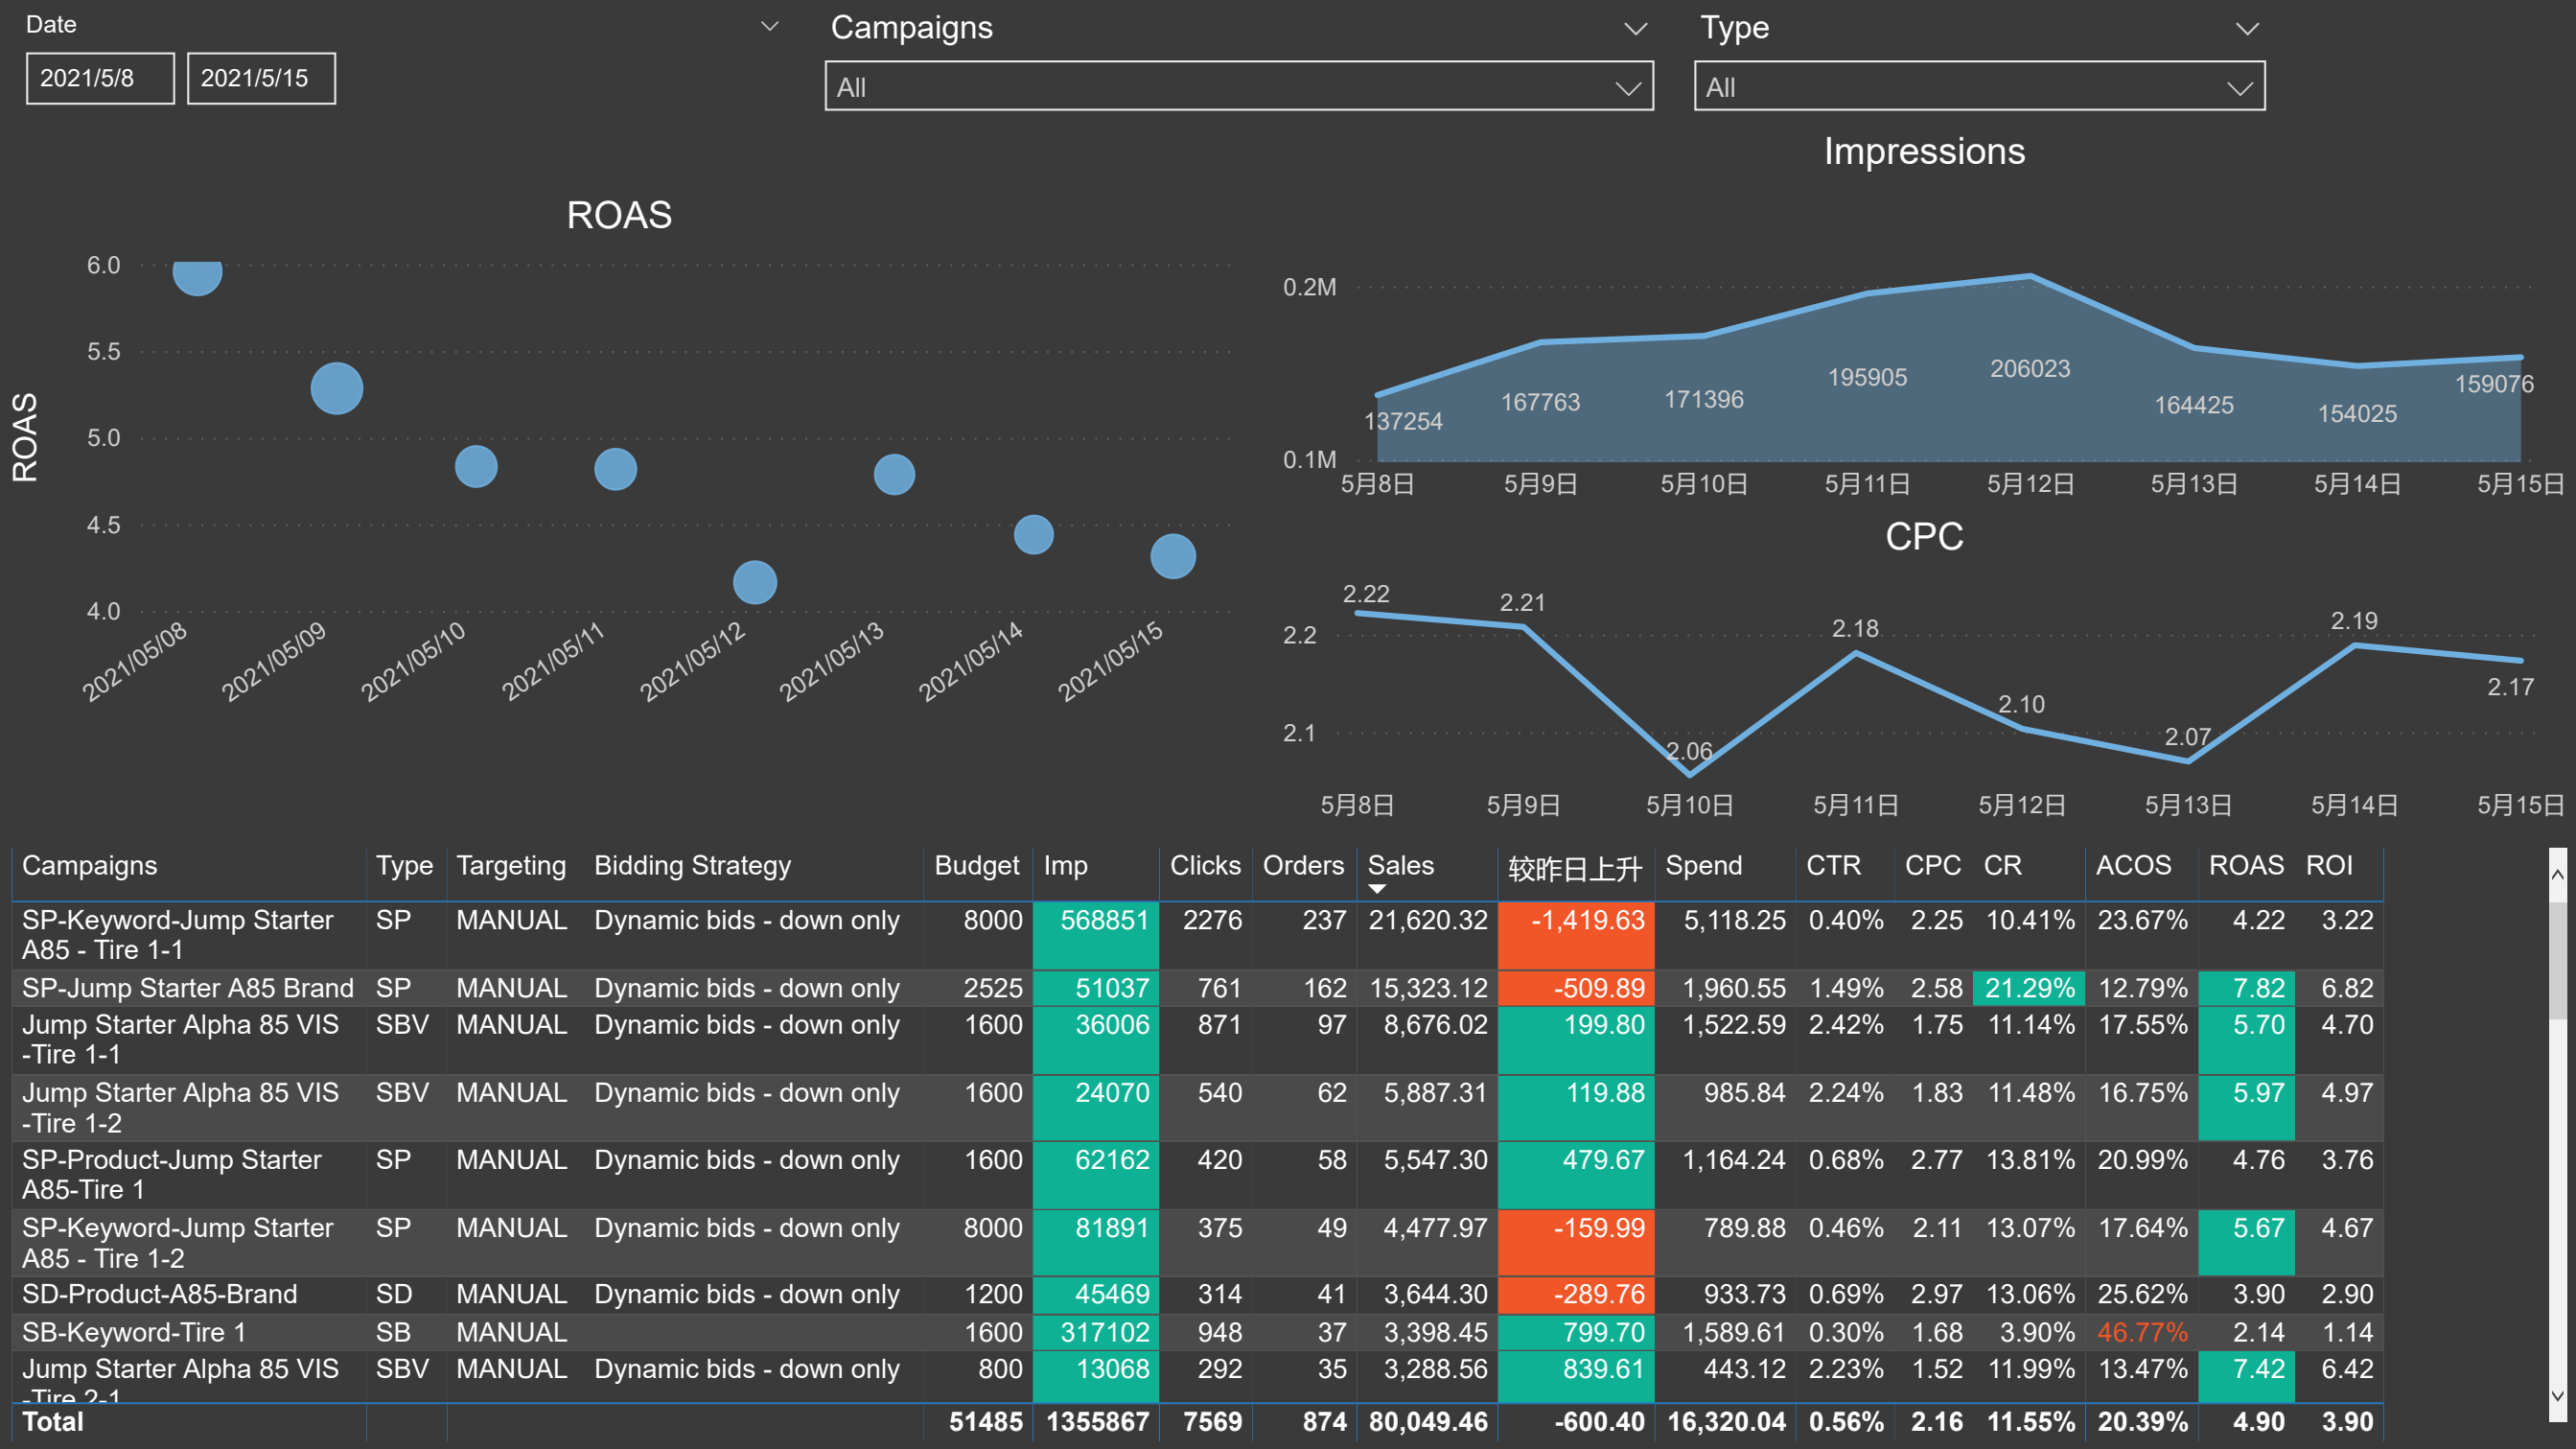 Date
2021/5/8 2021/5/15
Campaigns
All
Type
All
ROAS
ROAS
6.0
5.5
5.0
4.5
4.0
2021/05/08 2021/05/09 2021/05/10 2021/05/11 2021/05/12 2021/05/13 2021/05/14 2021/05/15
Impressions
0.2M
0.1M
137254 167763 171396 195905 206023 164425 154025 159076
5月8日 5月9日 5月10日 5月11日 5月12日 5月13日 5月14日 5月15日
CPC
2.2
2.1
2.22 2.21 2.06 2.18 2.10 2.07 2.19 2.17
5月8日 5月9日 5月10日 5月11日 5月12日 5月13日 5月14日 5月15日
Campaigns Type Targeting Bidding Strategy Budget Imp Clicks Orders Sales 较昨日上升 Spend CTR CPC CR ACOS ROAS ROI
SP-Keyword-Jump Starter SP MANUAL Dynamic bids - down only 8000 568851 2276 237 21,620.32 -1,419.63 5,118.25 0.40% 2.25 10.41% 23.67% 4.22 3.22
A85 - Tire 1-1
SP-Jump Starter A85 Brand SP MANUAL Dynamic bids - down only 2525 51037 761 162 15,323.12 -509.89 1,960.55 1.49% 2.58 21.29% 12.79% 7.82 6.82
Jump Starter Alpha 85 VIS SBV MANUAL Dynamic bids - down only 1600 36006 871 97 8,676.02 199.80 1,522.59 2.42% 1.75 11.14% 17.55% 5.70 4.70
-Tire 1-1
Jump Starter Alpha 85 VIS SBV MANUAL Dynamic bids - down only 1600 24070 540 62 5,887.31 119.88 985.84 2.24% 1.83 11.48% 16.75% 5.97 4.97
-Tire 1-2
SP-Product-Jump Starter SP MANUAL Dynamic bids - down only 1600 62162 420 58 5,547.30 479.67 1,164.24 0.68% 2.77 13.81% 20.99% 4.76 3.76
A85-Tire 1
SP-Keyword-Jump Starter SP MANUAL Dynamic bids - down only 8000 81891 375 49 4,477.97 -159.99 789.88 0.46% 2.11 13.07% 17.64% 5.67 4.67
A85 - Tire 1-2
SD-Product-A85-Brand SD MANUAL Dynamic bids - down only 1200 45469 314 41 3,644.30 -289.76 933.73 0.69% 2.97 13.06% 25.62% 3.90 2.90
SB-Keyword-Tire 1 SB MANUAL 1600 317102 948 37 3,398.45 799.70 1,589.61 0.30% 1.68 3.90% 46.77% 2.14 1.14
Jump Starter Alpha 85 VIS SBV MANUAL Dynamic bids - down only 800 13068 292 35 3,288.56 839.61 443.12 2.23% 1.52 11.99% 13.47% 7.42 6.42
-Tire 2-1
Total 51485 1355867 7569 874 80,049.46 -600.40 16,320.04 0.56% 2.16 11.55% 20.39% 4.90 3.90